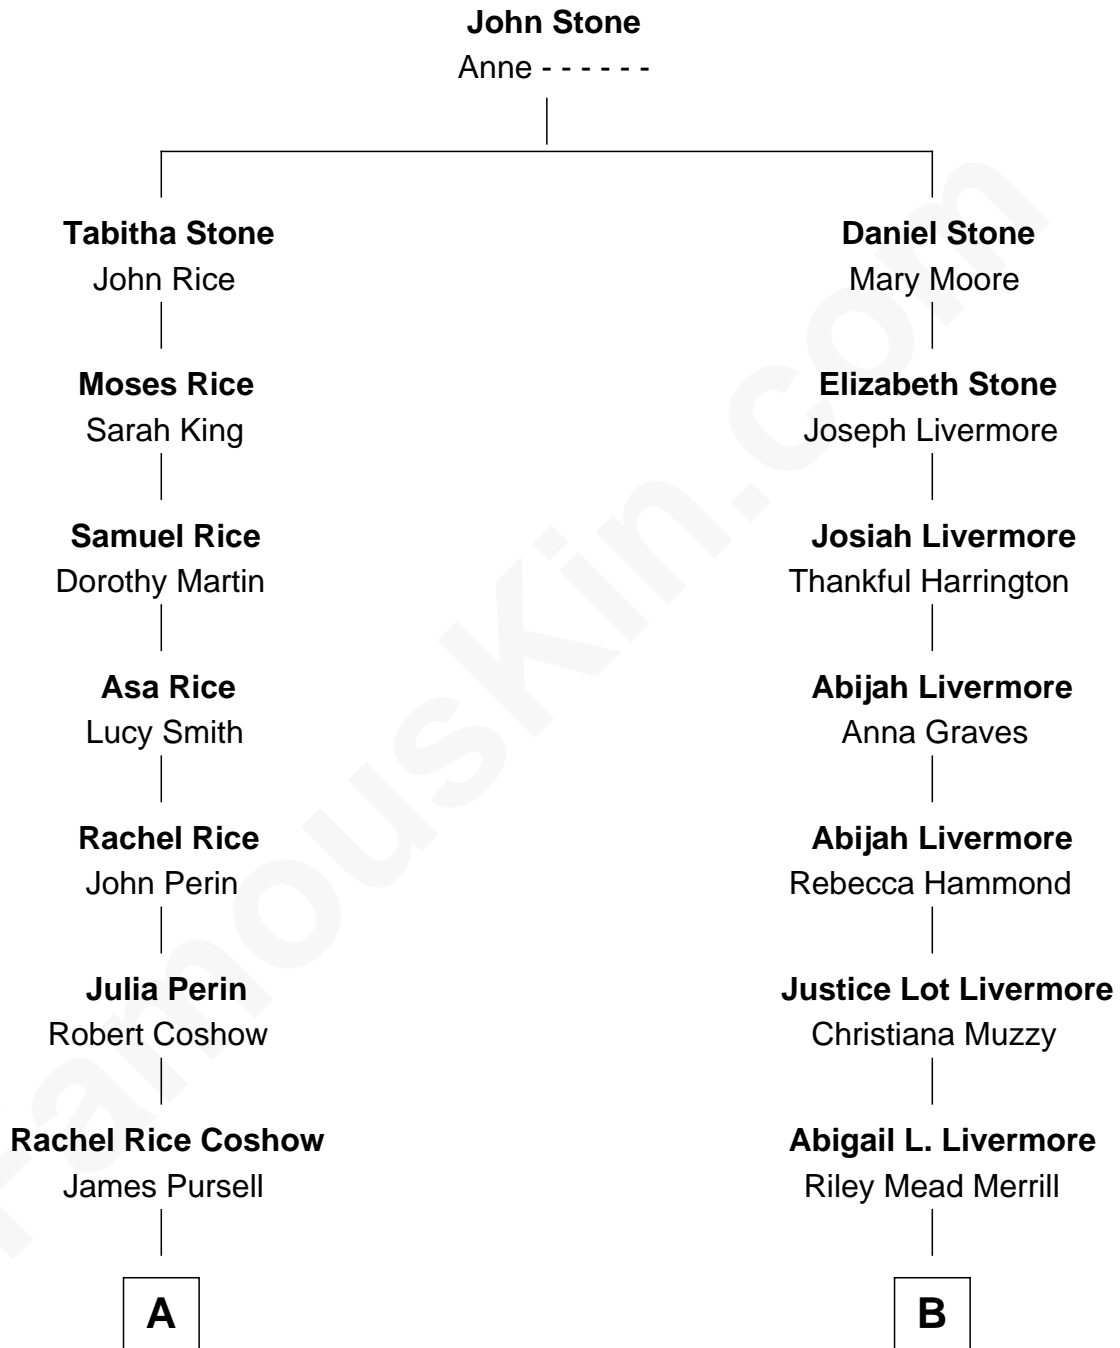 John Stone
Anne - - - - - -
Tabitha Stone
John Rice
Daniel Stone
Mary Moore
Moses Rice
Sarah King
Elizabeth Stone
Joseph Livermore
Samuel Rice
Dorothy Martin
Josiah Livermore
Thankful Harrington
Asa Rice
Lucy Smith
Abijah Livermore
Anna Graves
Rachel Rice
John Perin
Abijah Livermore
Rebecca Hammond
Julia Perin
Robert Coshow
Justice Lot Livermore
Christiana Muzzy
Rachel Rice Coshow
James Pursell
Abigail L. Livermore
Riley Mead Merrill
A
B
FamousKin.com